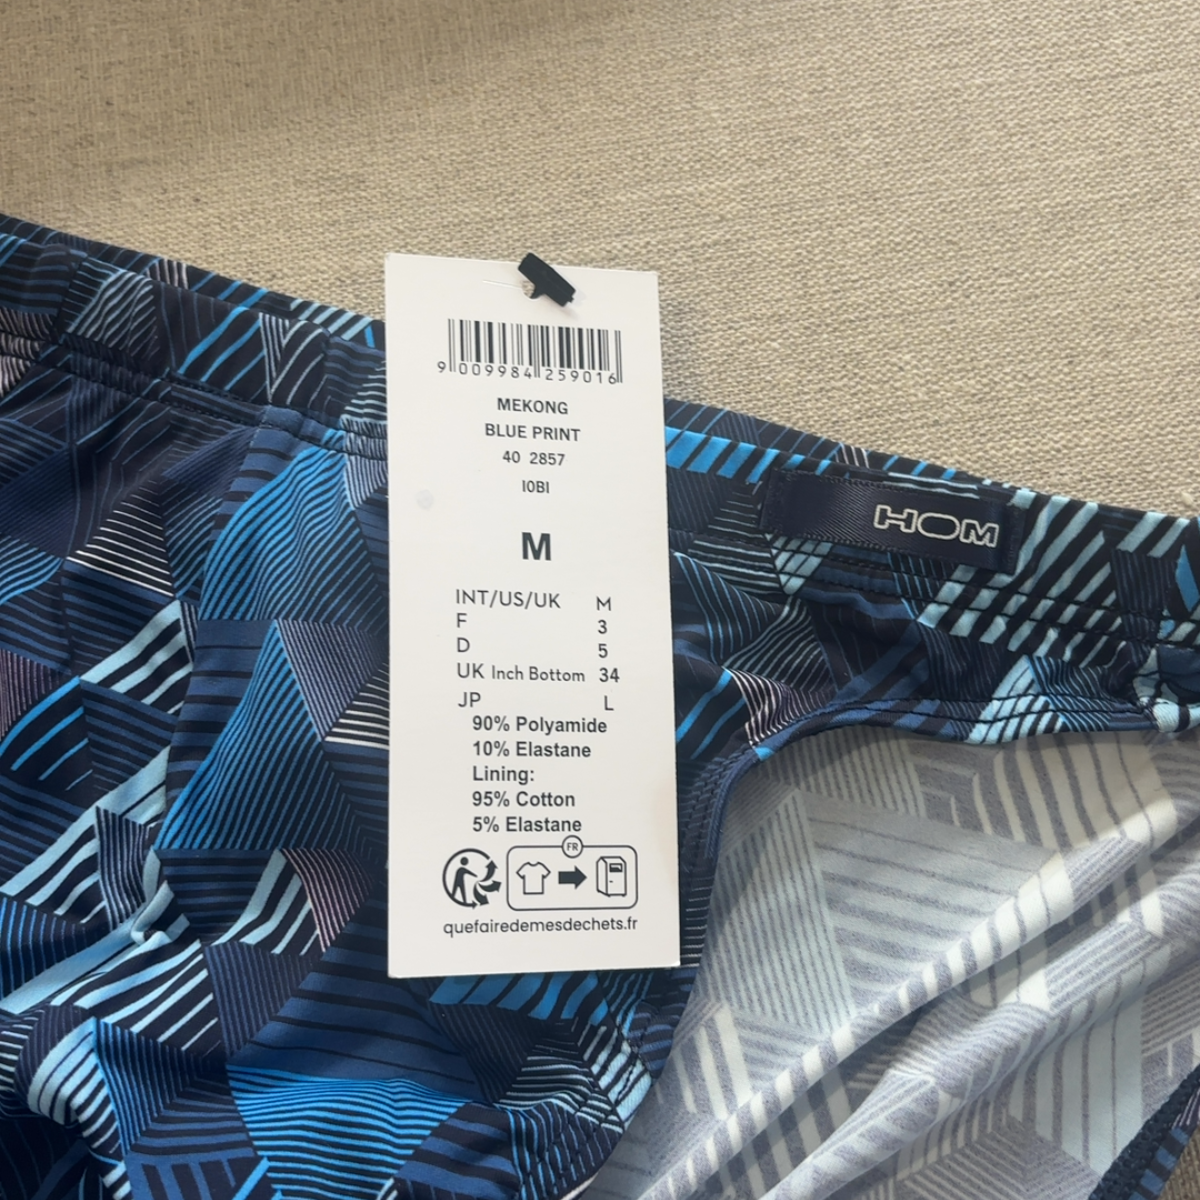 9 009984 259016
MEKONG
BLUE PRINT
40 2857
I0BI
M
INT/US/UK M
F 3
D 5
UK Inch Bottom 34
JP L
90% Polyamide
10% Elastane
Lining:
95% Cotton
5% Elastane
FR
quefairedemesdechets.fr
HOM